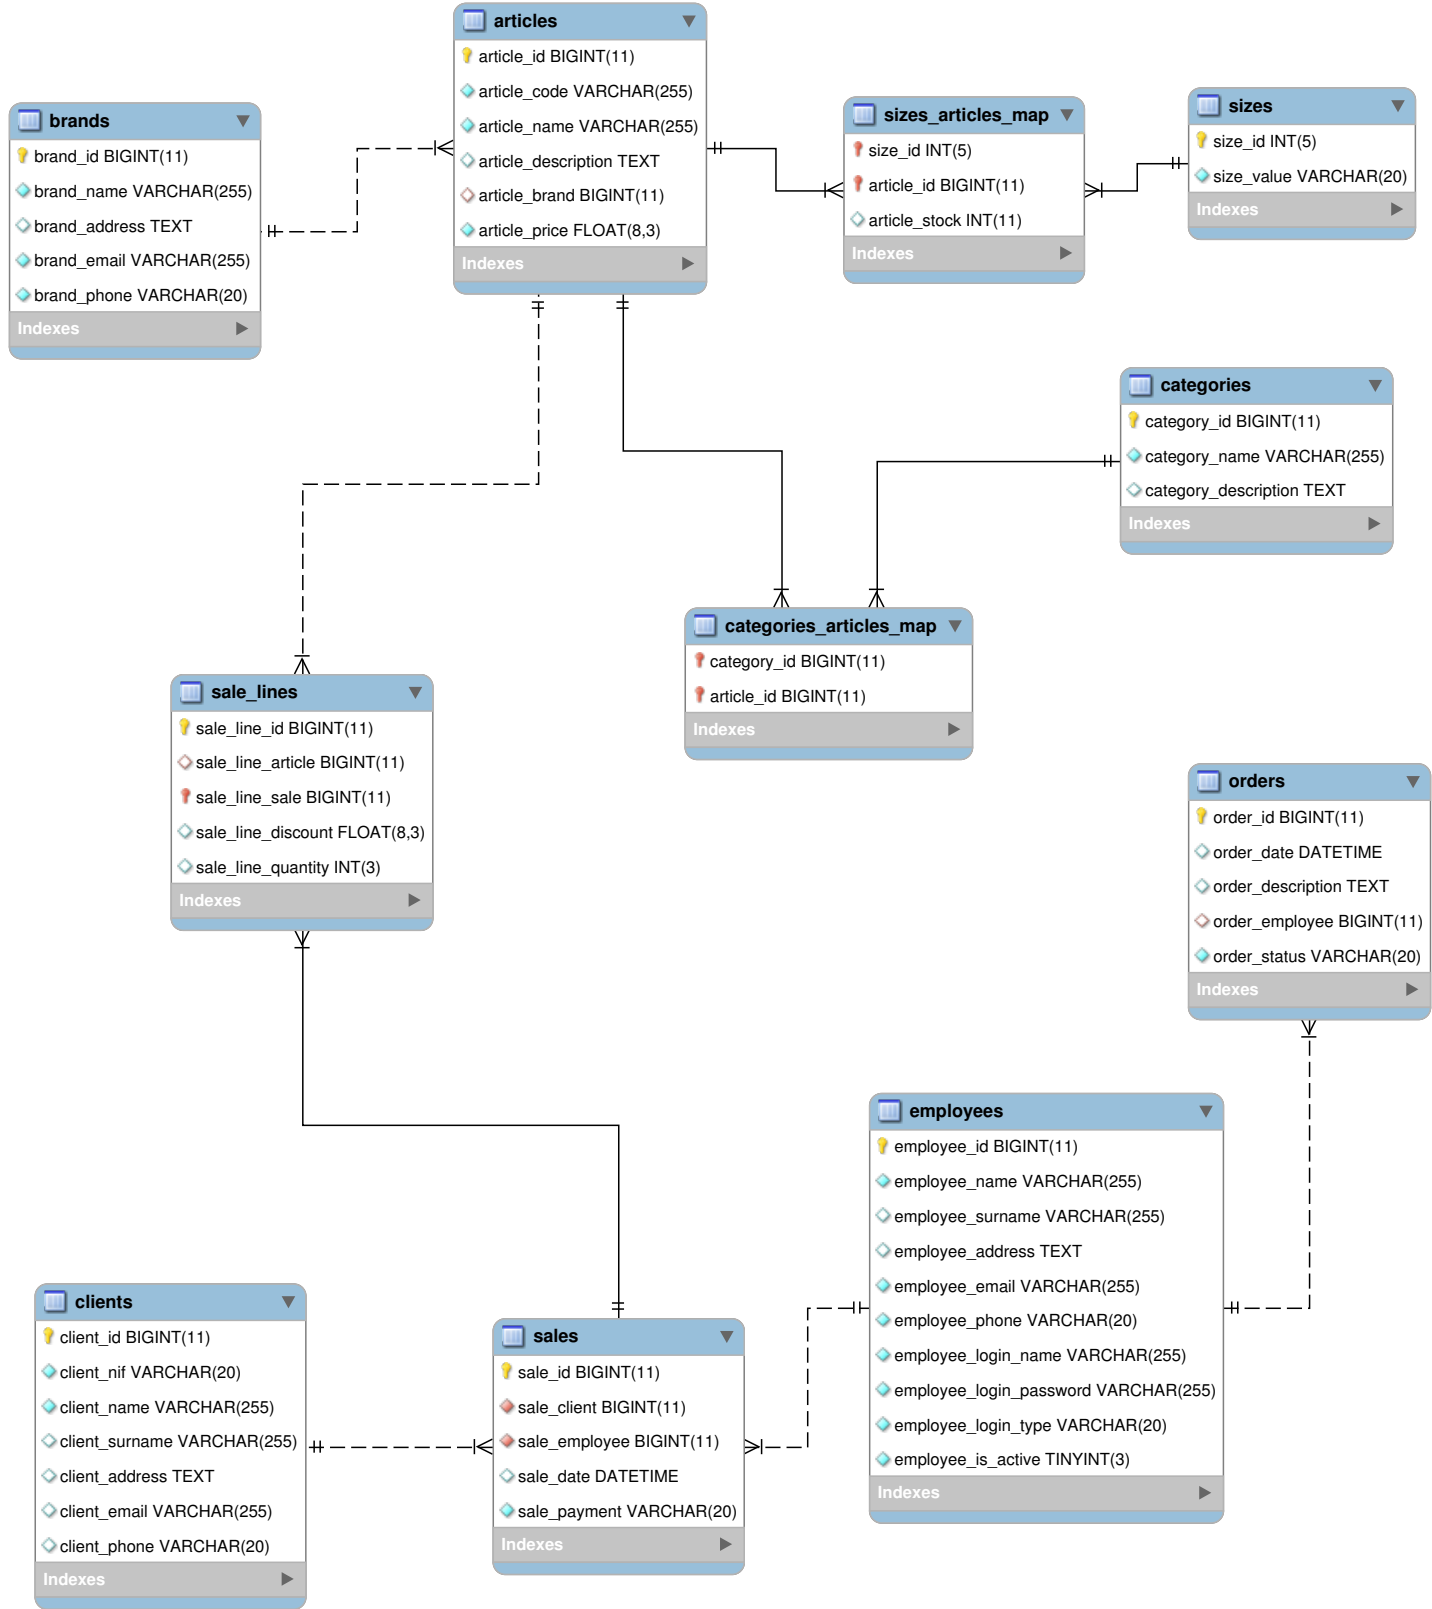 articles
article_id BIGINT(11)
article_code VARCHAR(255)
article_name VARCHAR(255)
article_description TEXT
article_brand BIGINT(11)
article_price FLOAT(8,3)
Indexes
brands
brand_id BIGINT(11)
brand_name VARCHAR(255)
brand_address TEXT
brand_email VARCHAR(255)
brand_phone VARCHAR(20)
Indexes
sizes_articles_map
size_id INT(5)
article_id BIGINT(11)
article_stock INT(11)
Indexes
sizes
size_id INT(5)
size_value VARCHAR(20)
Indexes
categories
category_id BIGINT(11)
category_name VARCHAR(255)
category_description TEXT
Indexes
categories_articles_map
category_id BIGINT(11)
article_id BIGINT(11)
Indexes
sale_lines
sale_line_id BIGINT(11)
sale_line_article BIGINT(11)
sale_line_sale BIGINT(11)
sale_line_discount FLOAT(8,3)
sale_line_quantity INT(3)
Indexes
orders
order_id BIGINT(11)
order_date DATETIME
order_description TEXT
order_employee BIGINT(11)
order_status VARCHAR(20)
Indexes
employees
employee_id BIGINT(11)
employee_name VARCHAR(255)
employee_surname VARCHAR(255)
employee_address TEXT
employee_email VARCHAR(255)
employee_phone VARCHAR(20)
employee_login_name VARCHAR(255)
employee_login_password VARCHAR(255)
employee_login_type VARCHAR(20)
employee_is_active TINYINT(3)
Indexes
clients
client_id BIGINT(11)
client_nif VARCHAR(20)
client_name VARCHAR(255)
client_surname VARCHAR(255)
client_address TEXT
client_email VARCHAR(255)
client_phone VARCHAR(20)
Indexes
sales
sale_id BIGINT(11)
sale_client BIGINT(11)
sale_employee BIGINT(11)
sale_date DATETIME
sale_payment VARCHAR(20)
Indexes